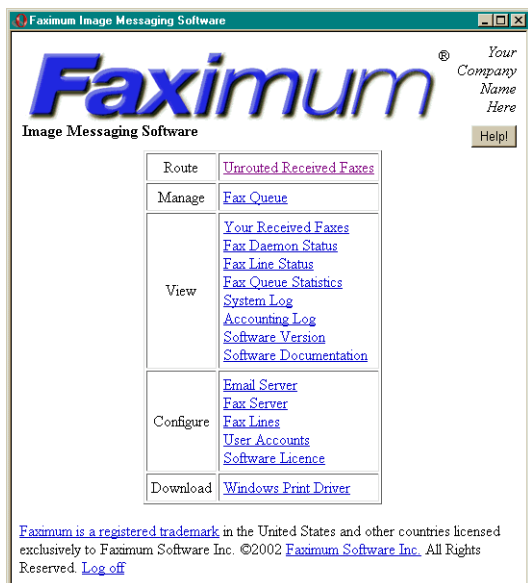 Faximum Image Messaging Software
Faximum ®
Your
Company
Name
Here
Image Messaging Software
Help!
Route Unrouted Received Faxes
Manage Fax Queue
View
Your Received Faxes
Fax Daemon Status
Fax Line Status
Fax Queue Statistics
System Log
Accounting Log
Software Version
Software Documentation
Configure
Email Server
Fax Server
Fax Lines
User Accounts
Software Licence
Download Windows Print Driver
Faximum is a registered trademark in the United States and other countries licensed
exclusively to Faximum Software Inc. ©2002 Faximum Software Inc. All Rights
Reserved. Log off